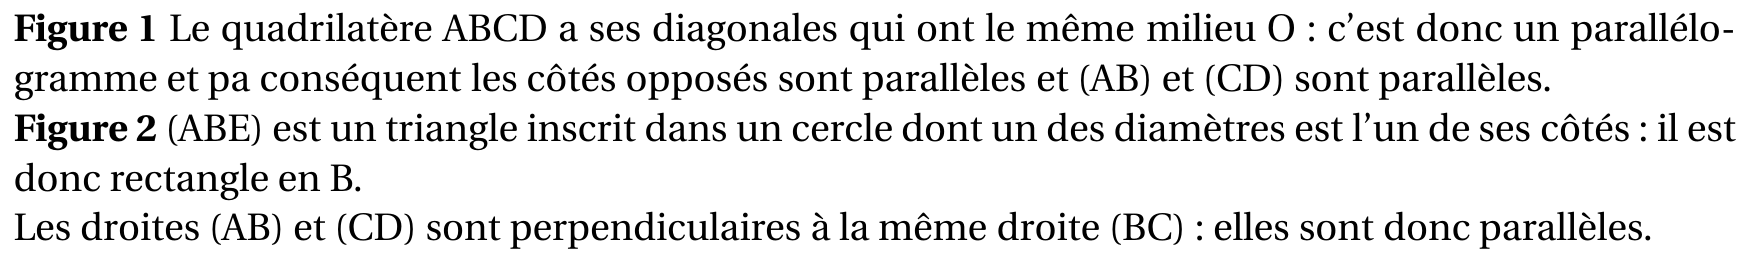 Figure 1 Le quadrilatère ABCD a ses diagonales qui ont le même milieu O : c’est donc un parallélo-
gramme et pa conséquent les côtés opposés sont parallèles et (AB) et (CD) sont parallèles.
Figure 2 (ABE) est un triangle inscrit dans un cercle dont un des diamètres est l’un de ses côtés : il est
donc rectangle en B.
Les droites (AB) et (CD) sont perpendiculaires à la même droite (BC) : elles sont donc parallèles.